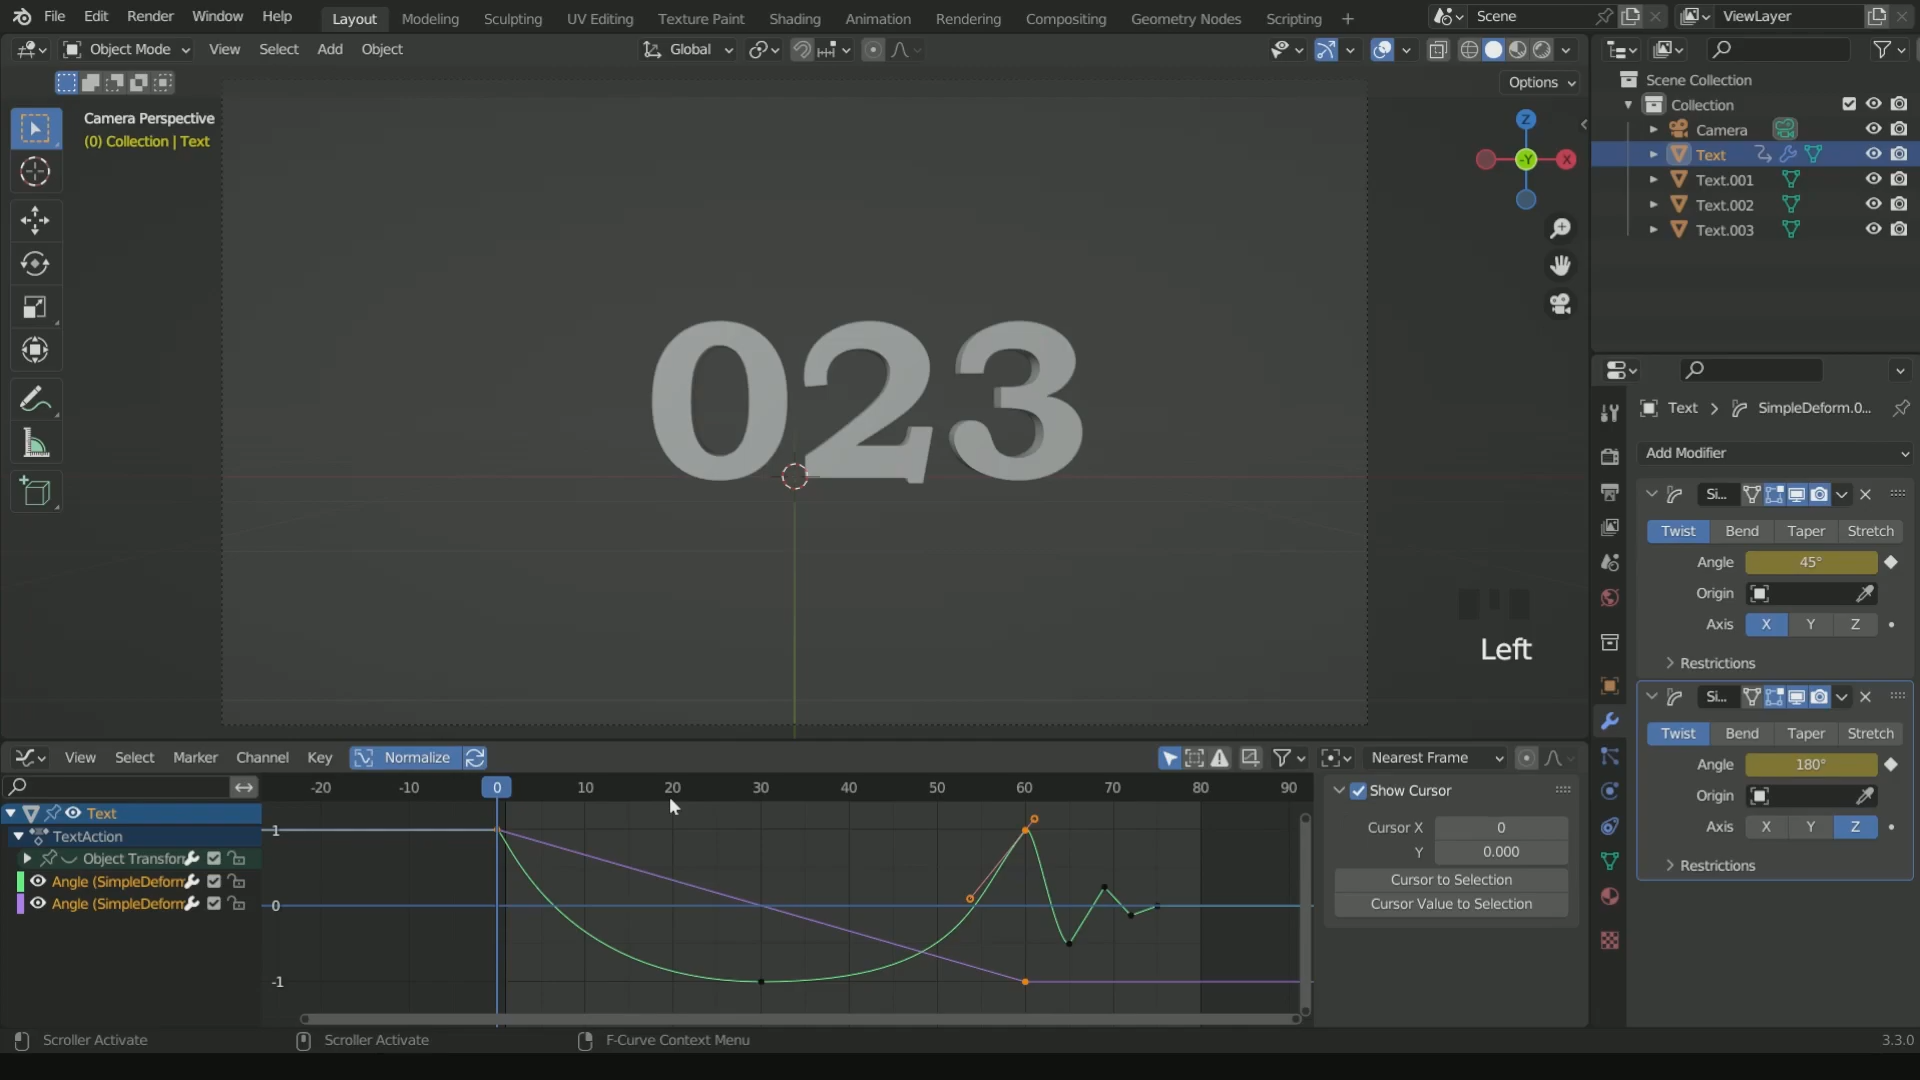 File Edit Render Window Help Layout Modeling Sculpting UV Editing Texture Paint Shading Animation Rendering Compositing Geometry Nodes Scripting + Scene ViewLayer
Object Mode View Select Add Object Global
Options
Camera Perspective
(0) Collection | Text
Z
-Y
X
023
Left
Scene Collection
Collection
Camera
Text
Text.001
Text.002
Text.003
Text > SimpleDeform.0...
Add Modifier
Si...
Twist Bend Taper Stretch
Angle 45°
Origin
Axis X Y Z
Restrictions
Si...
Twist Bend Taper Stretch
Angle 180°
Origin
Axis X Y Z
Restrictions
View Select Marker Channel Key Normalize Nearest Frame
-20 -10 0 10 20 30 40 50 60 70 80 90
Text
TextAction
Object Transfor
Angle (SimpleDeform
Angle (SimpleDeform
1
0
-1
Show Cursor
Cursor X 0
Y 0.000
Cursor to Selection
Cursor Value to Selection
Scroller Activate Scroller Activate F-Curve Context Menu 3.3.0